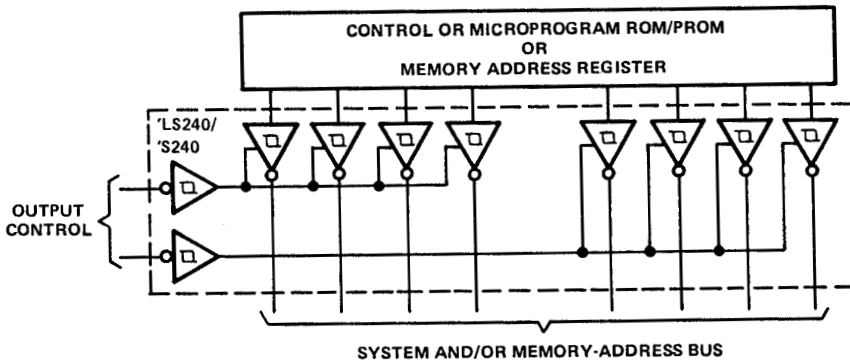 CONTROL OR MICROPROGRAM ROM/PROM
OR
MEMORY ADDRESS REGISTER
'LS240/
'S240
OUTPUT
CONTROL
SYSTEM AND/OR MEMORY-ADDRESS BUS